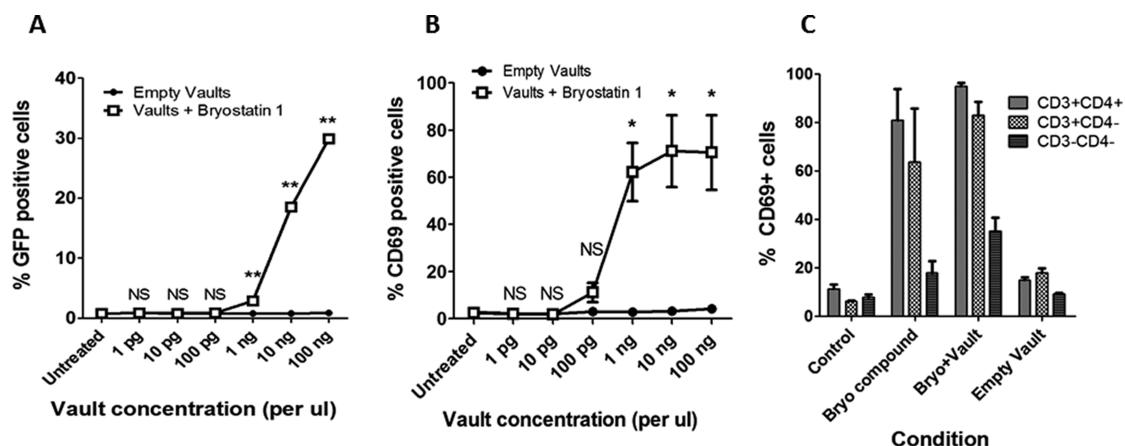 A
% GFP positive cells
40
30
20
10
0
Empty Vaults
Vaults + Bryostatin 1
NS
NS
NS
**
**
**
Untreated
1 pg
10 pg
100 pg
1 ng
10 ng
100 ng
Vault concentration (per ul)
B
% CD69 positive cells
100
80
60
40
20
0
Empty Vaults
Vaults + Bryostatin 1
NS
NS
NS
*
*
*
Untreated
1 pg
10 pg
100 pg
1 ng
10 ng
100 ng
Vault concentration (per ul)
C
% CD69+ cells
100
80
60
40
20
0
CD3+CD4+
CD3+CD4-
CD3-CD4-
Control
Bryo compound
Bryo+Vault
Empty Vault
Condition